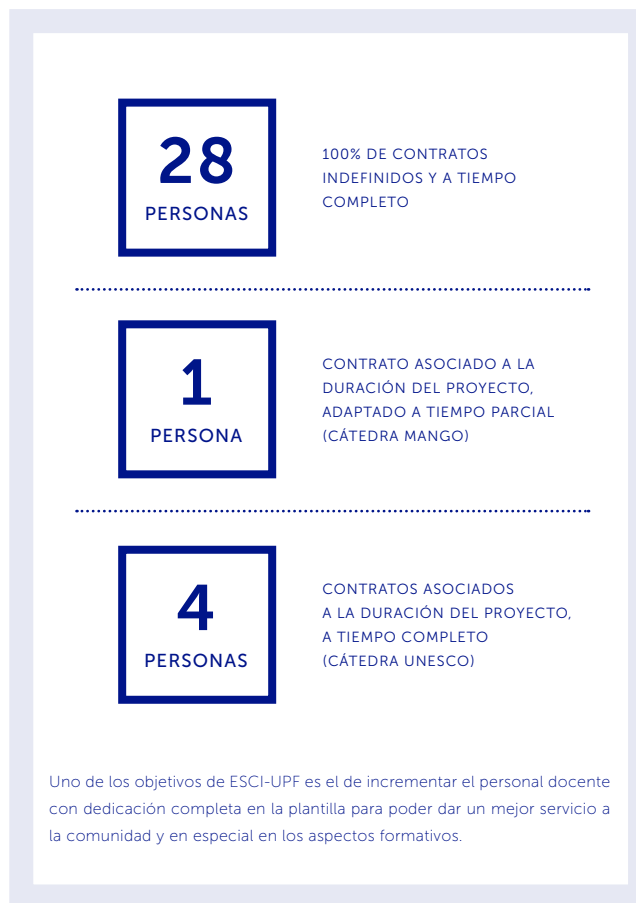 28
PERSONAS
100% DE CONTRATOS
INDEFINIDOS Y A TIEMPO
COMPLETO
1
PERSONA
CONTRATO ASOCIADO A LA
DURACIÓN DEL PROYECTO,
ADAPTADO A TIEMPO PARCIAL
(CÁTEDRA MANGO)
4
PERSONAS
CONTRATOS ASOCIADOS
A LA DURACIÓN DEL PROYECTO,
A TIEMPO COMPLETO
(CÁTEDRA UNESCO)
Uno de los objetivos de ESCI-UPF es el de incrementar el personal docente
con dedicación completa en la plantilla para poder dar un mejor servicio a
la comunidad y en especial en los aspectos formativos.